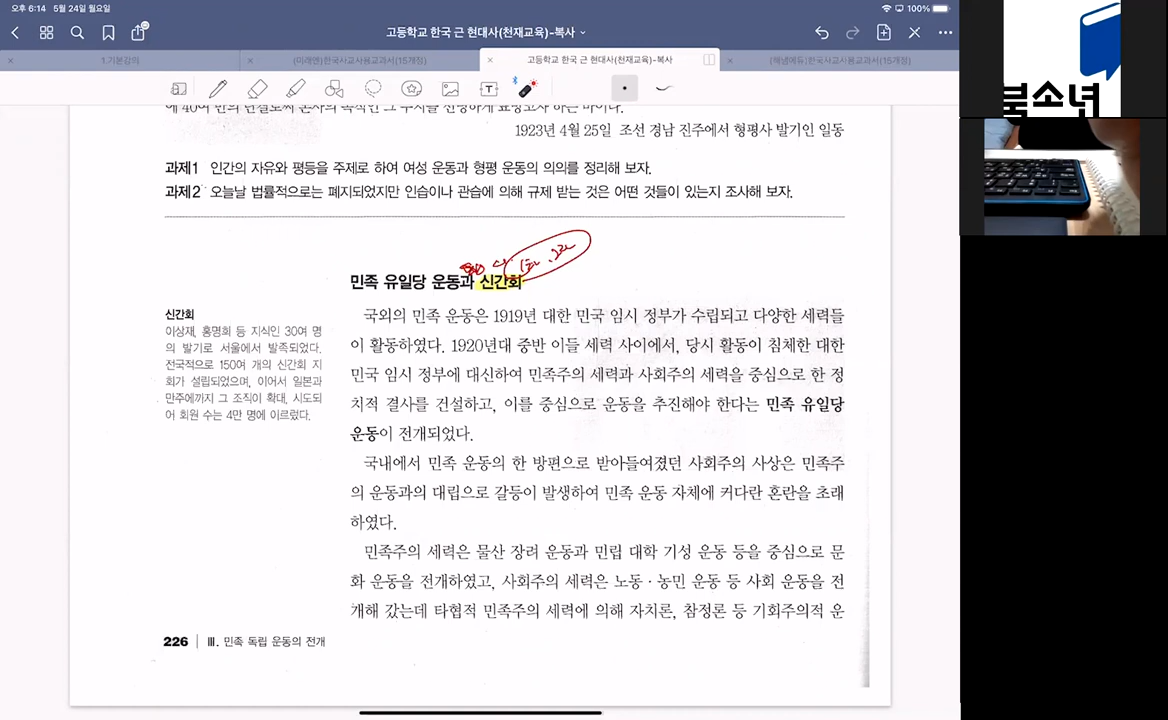 오후 6:14 5월 24일 월요일
100%
고등학교 한국 근 현대사(천재교육)-복사
1.기본강의
(미래엔)한국사교사용교과서(15개정)
고등학교 한국 근 현대사(천재교육)-복사
(해냄에듀)한국사교사용교과서(15개정)
북소녀
1923년 4월 25일 조선 경남 진주에서 형평사 발기인 일동
과제1 인간의 자유와 평등을 주제로 하여 여성 운동과 형평 운동의 의의를 정리해 보자.
과제2 오늘날 법률적으로는 폐지되었지만 인습이나 관습에 의해 규제 받는 것은 어떤 것들이 있는지 조사해 보자.
민족 유일당 운동과 신간회
신간회
이상재, 홍명희 등 지식인 30여 명
의 발기로 서울에서 발족되었다.
전국적으로 150여 개의 신간회 지
회가 설립되었으며, 이어서 일본과
만주에까지 그 조직이 확대, 시도되
어 회원 수는 4만 명에 이르렀다.
국외의 민족 운동은 1919년 대한 민국 임시 정부가 수립되고 다양한 세력들
이 활동하였다. 1920년대 중반 이들 세력 사이에서, 당시 활동이 침체한 대한
민국 임시 정부에 대신하여 민족주의 세력과 사회주의 세력을 중심으로 한 정
치적 결사를 건설하고, 이를 중심으로 운동을 추진해야 한다는 민족 유일당
운동이 전개되었다.
국내에서 민족 운동의 한 방편으로 받아들여졌던 사회주의 사상은 민족주
의 운동과의 대립으로 갈등이 발생하여 민족 운동 자체에 커다란 혼란을 초래
하였다.
민족주의 세력은 물산 장려 운동과 민립 대학 기성 운동 등을 중심으로 문
화 운동을 전개하였고, 사회주의 세력은 노동·농민 운동 등 사회 운동을 전
개해 갔는데 타협적 민족주의 세력에 의해 자치론, 참정론 등 기회주의적 운
226 Ⅲ. 민족 독립 운동의 전개